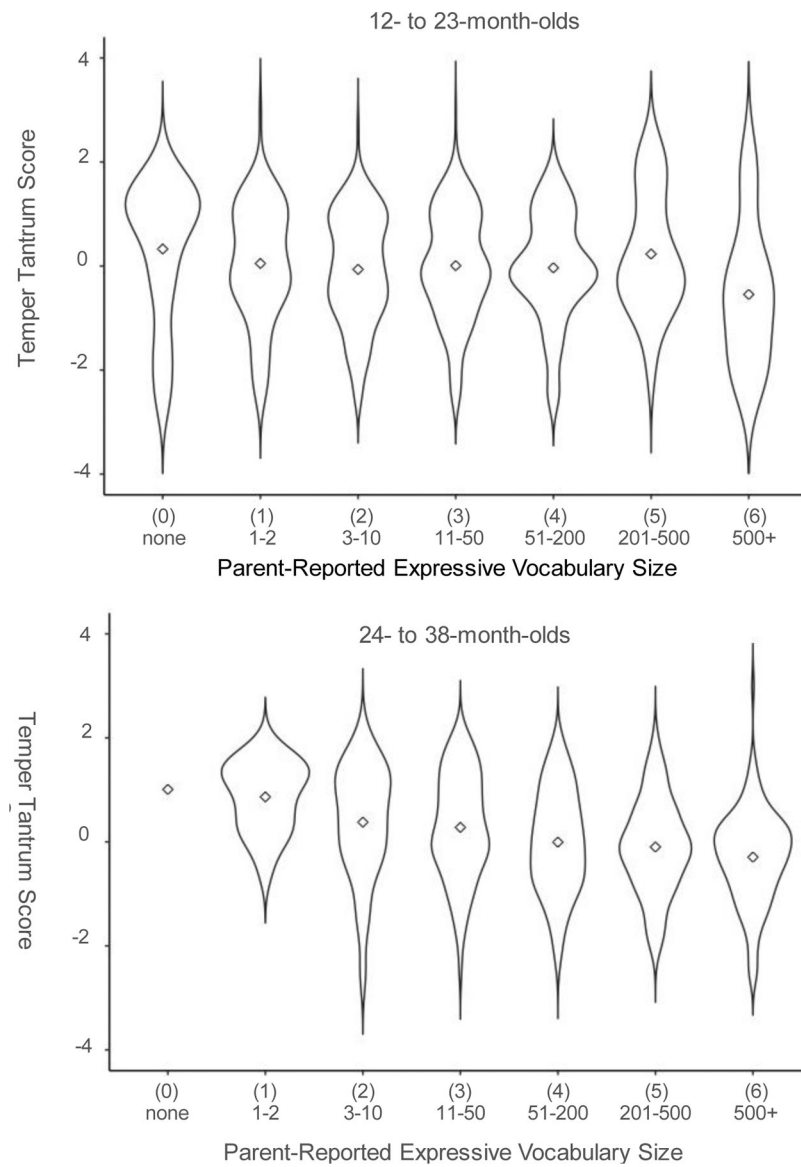 12- to 23-month-olds
Temper Tantrum Score
4
2
0
-2
-4
(0) (1) (2) (3) (4) (5) (6)
none 1-2 3-10 11-50 51-200 201-500 500+
Parent-Reported Expressive Vocabulary Size
24- to 38-month-olds
Temper Tantrum Score
4
2
0
-2
-4
(0) (1) (2) (3) (4) (5) (6)
none 1-2 3-10 11-50 51-200 201-500 500+
Parent-Reported Expressive Vocabulary Size